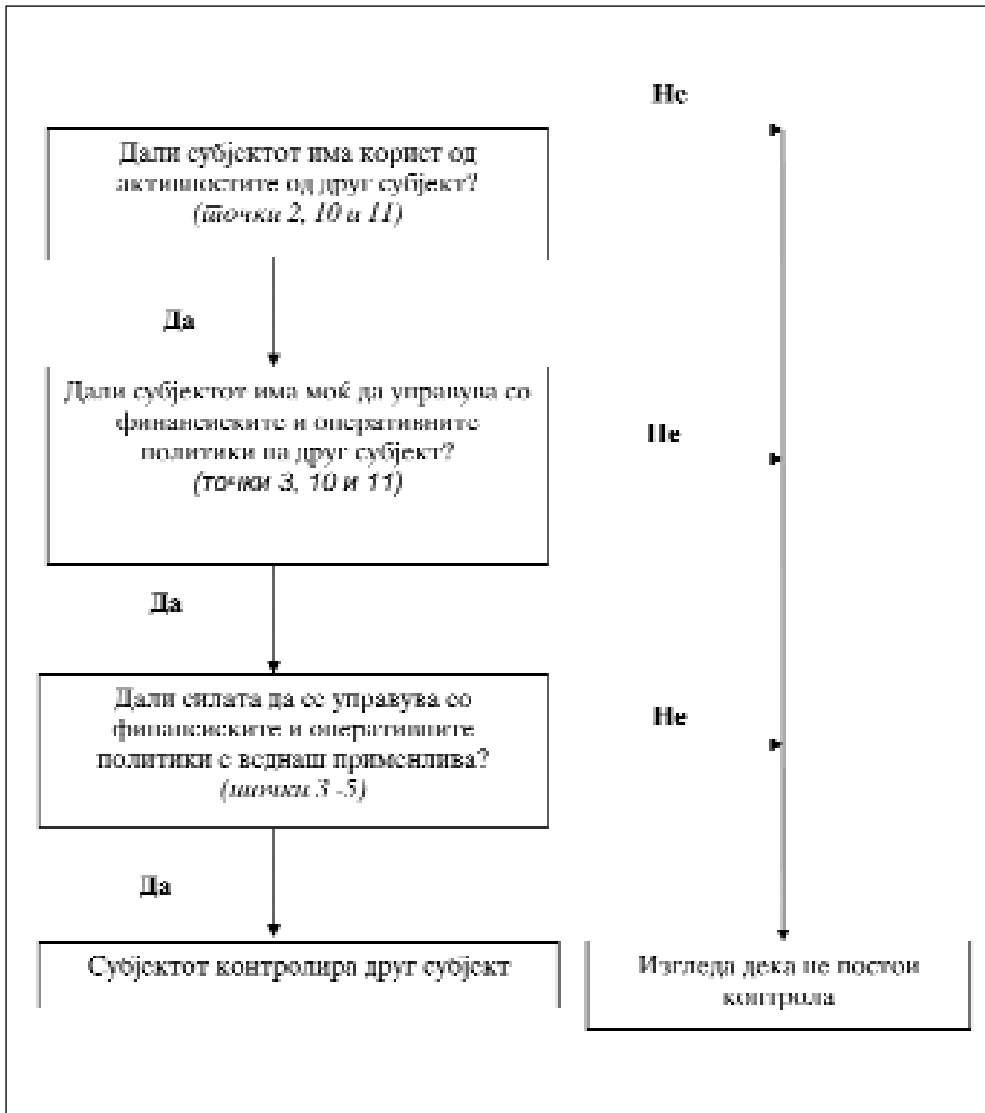 Не
Дали субјектот има корист од
активностите од друг субјект?
(точки 2, 10 и 11)
Да
Дали субјектот има моќ да управува со
финансиските и оперативните
политики на друг субјект?
(точки 3, 10 и 11)
Не
Да
Дали силата да се управува со
финансиските и оперативните
политики е веднаш применлива?
(точки 3 -5)
Не
Да
Субјектот контролира друг субјект
Изгледа дека не постои
контрола